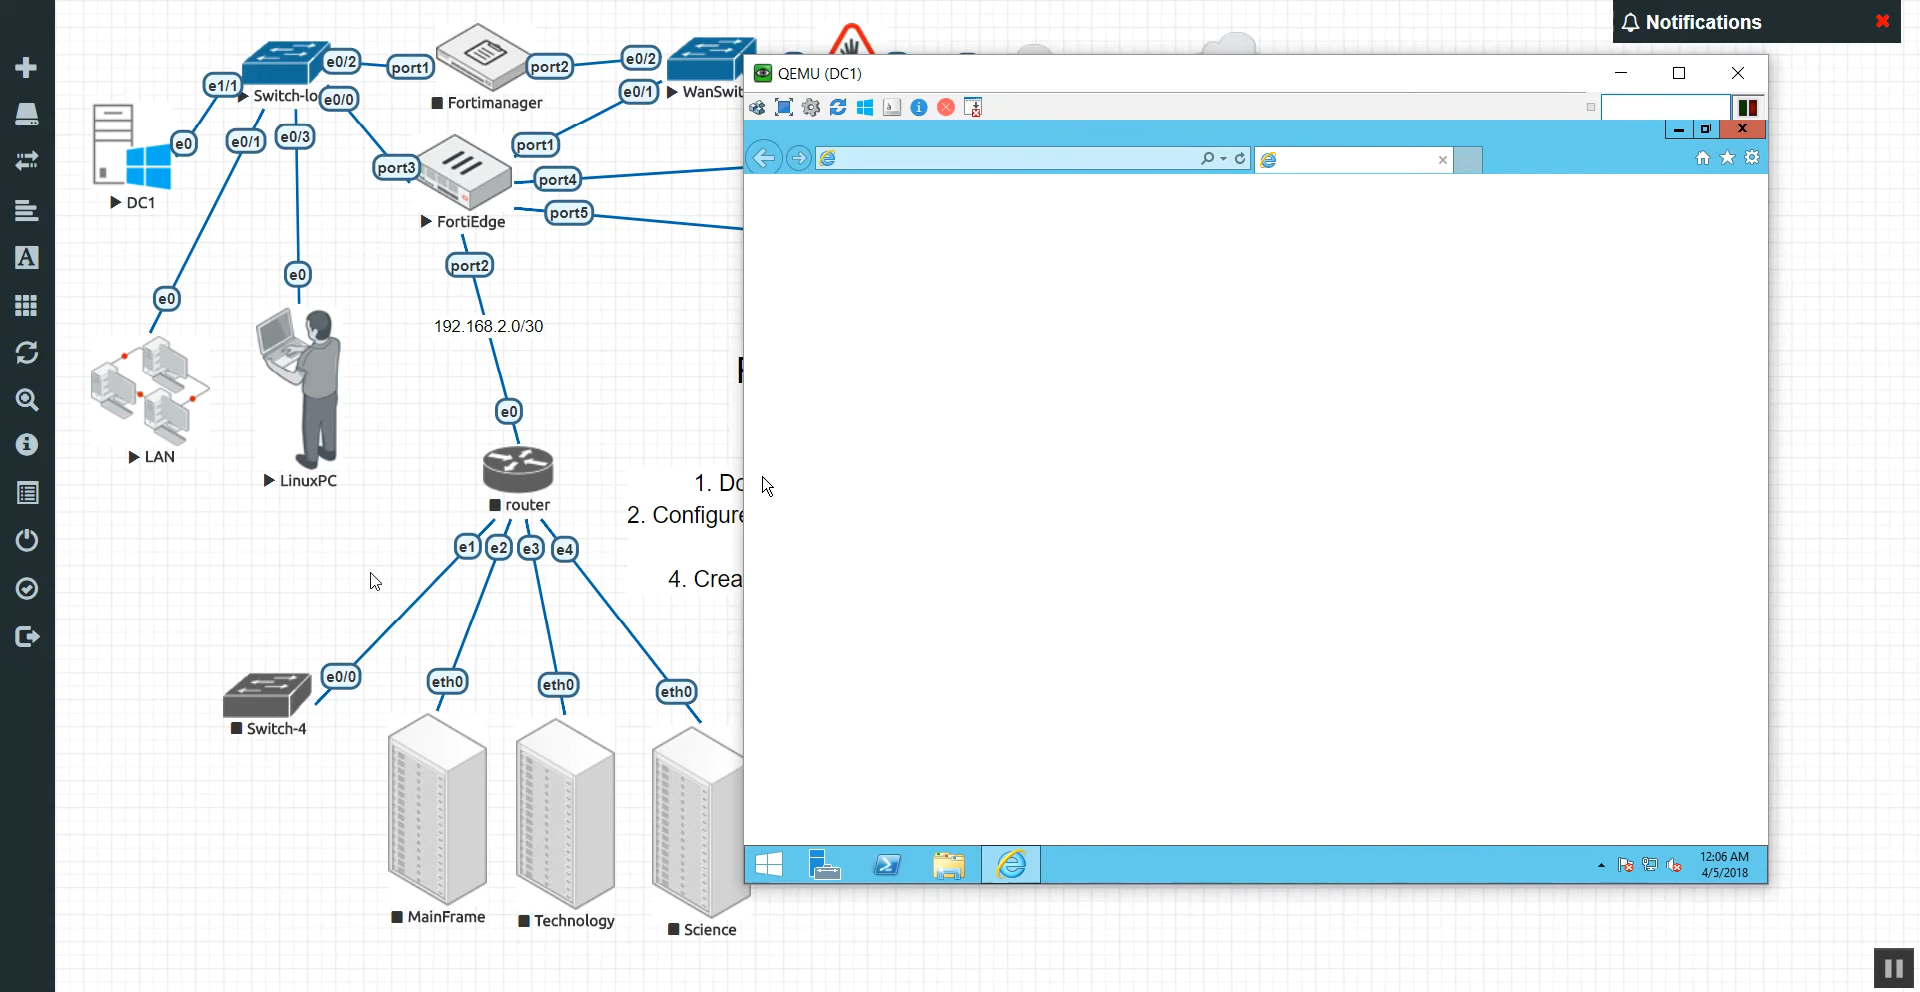 Notifications
e0/2
port1
port2
e0/2
QEMU (DC1)
e1/1
Switch-lo
e0/0
Fortimanager
e0/1
WanSwit
e0
e0/1
e0/3
port1
port3
port4
DC1
FortiEdge
port5
port2
e0
e0
192.168.2.0/30
e0
LAN
LinuxPC
router
1. Do
2. Configure
e1
e2
e3
e4
4. Crea
e0/0
eth0
eth0
eth0
Switch-4
12:06 AM
4/5/2018
MainFrame
Technology
Science